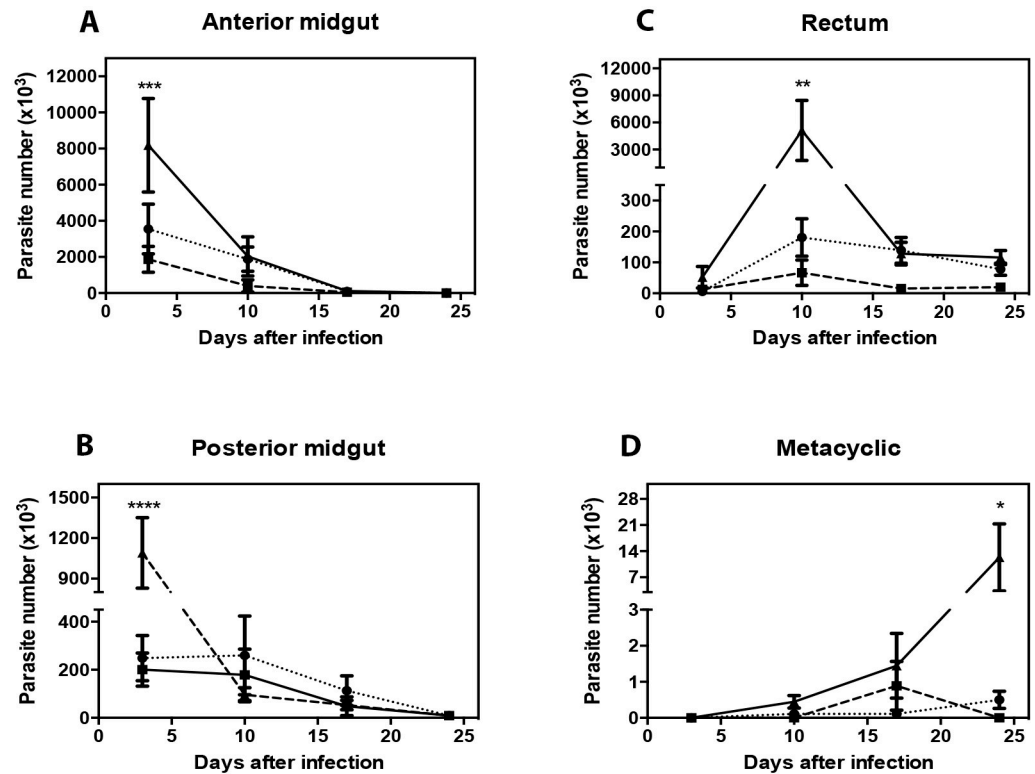 A Anterior midgut
Parasite number (x10³)
12000
10000
8000
6000
4000
2000
0
***
0 5 10 15 20 25
Days after infection
C Rectum
Parasite number (x10³)
12000
9000
6000
3000
300
200
100
0
**
0 5 10 15 20 25
Days after infection
B Posterior midgut
Parasite number (x10³)
1500
1200
900
400
200
0
****
0 5 10 15 20 25
Days after infection
D Metacyclic
Parasite number (x10³)
28
21
14
7
3
2
1
0
*
0 5 10 15 20 25
Days after infection